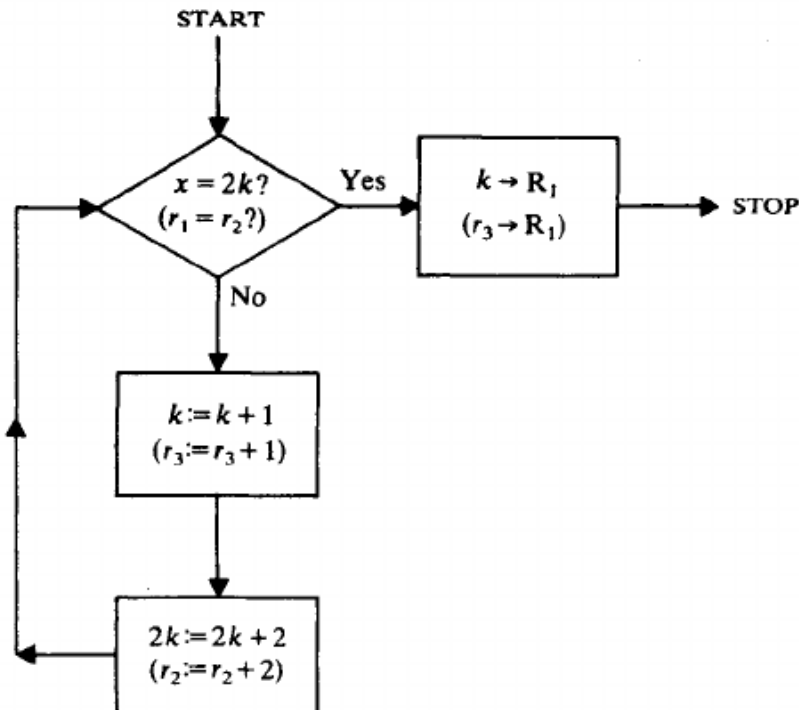 START
x = 2k?
(r₁ = r₂?)
Yes
k → R₁
(r₃ → R₁)
STOP
No
k := k + 1
(r₃ := r₃ + 1)
2k := 2k + 2
(r₂ := r₂ + 2)